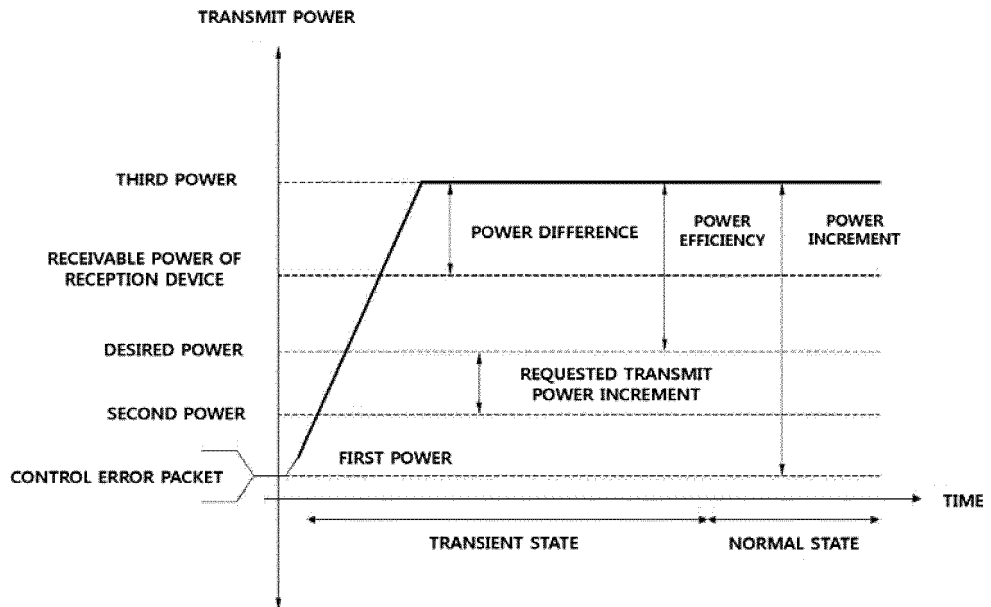 TRANSMIT POWER
THIRD POWER
POWER DIFFERENCE
POWER
EFFICIENCY
POWER
INCREMENT
RECEIVABLE POWER OF
RECEPTION DEVICE
DESIRED POWER
REQUESTED TRANSMIT
POWER INCREMENT
SECOND POWER
FIRST POWER
CONTROL ERROR PACKET
TIME
TRANSIENT STATE
NORMAL STATE